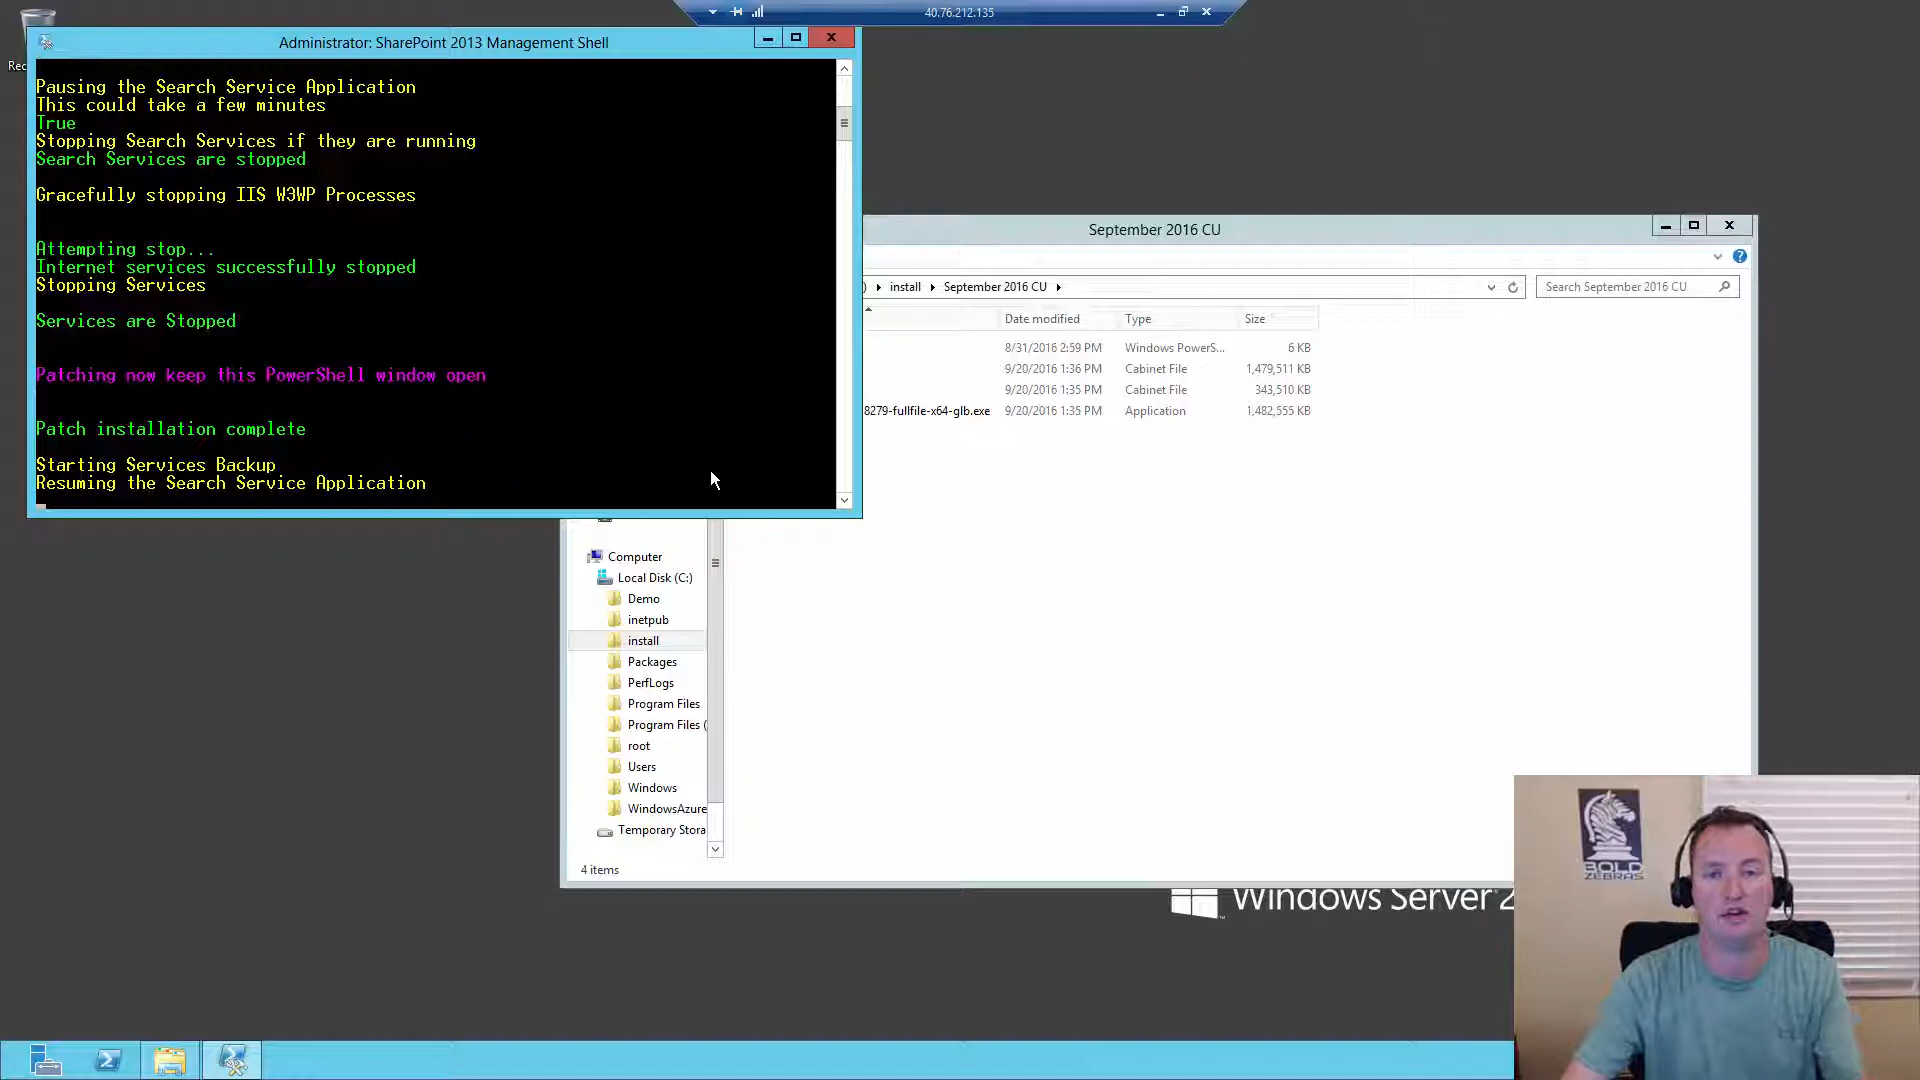 40.76.212.135
Rec
Administrator: SharePoint 2013 Management Shell
Pausing the Search Service Application
This could take a few minutes
True
Stopping Search Services if they are running
Search Services are stopped
Gracefully stopping IIS W3WP Processes
Attempting stop...
Internet services successfully stopped
Stopping Services
Services are Stopped
Patching now keep this PowerShell window open
Patch installation complete
Starting Services Backup
Resuming the Search Service Application
September 2016 CU
) install September 2016 CU
Search September 2016 CU
Date modified Type Size
8/31/2016 2:59 PM Windows PowerS... 6 KB
9/20/2016 1:36 PM Cabinet File 1,479,511 KB
9/20/2016 1:35 PM Cabinet File 343,510 KB
8279-fullfile-x64-glb.exe 9/20/2016 1:35 PM Application 1,482,555 KB
Computer
Local Disk (C:)
Demo
inetpub
install
Packages
PerfLogs
Program Files
Program Files (
root
Users
Windows
WindowsAzure
Temporary Stora
4 items
Windows Server 2
BOLD
ZEBRAS